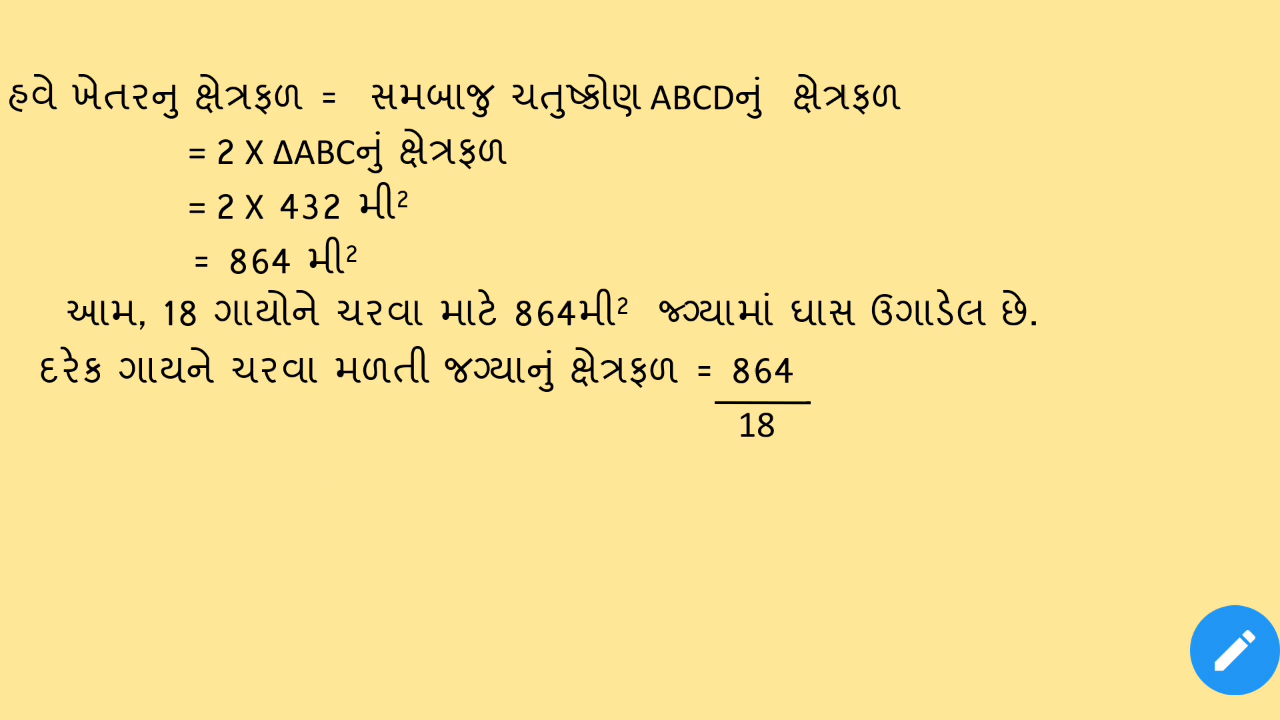 હવે ખેતરનુ ક્ષેત્રફળ = સમબાજુ ચતુષ્કોણ ABCDનું ક્ષેત્રફળ
= 2 X ΔABCનું ક્ષેત્રફળ
= 2 X 432 મી²
= 864 મી²
આમ, 18 ગાયોને ચરવા માટે 864મી² જ્ગ્યામાં ઘાસ ઉગાડેલ છે.
દરેક ગાયને ચરવા મળતી જગ્યાનું ક્ષેત્રફળ = 864
18